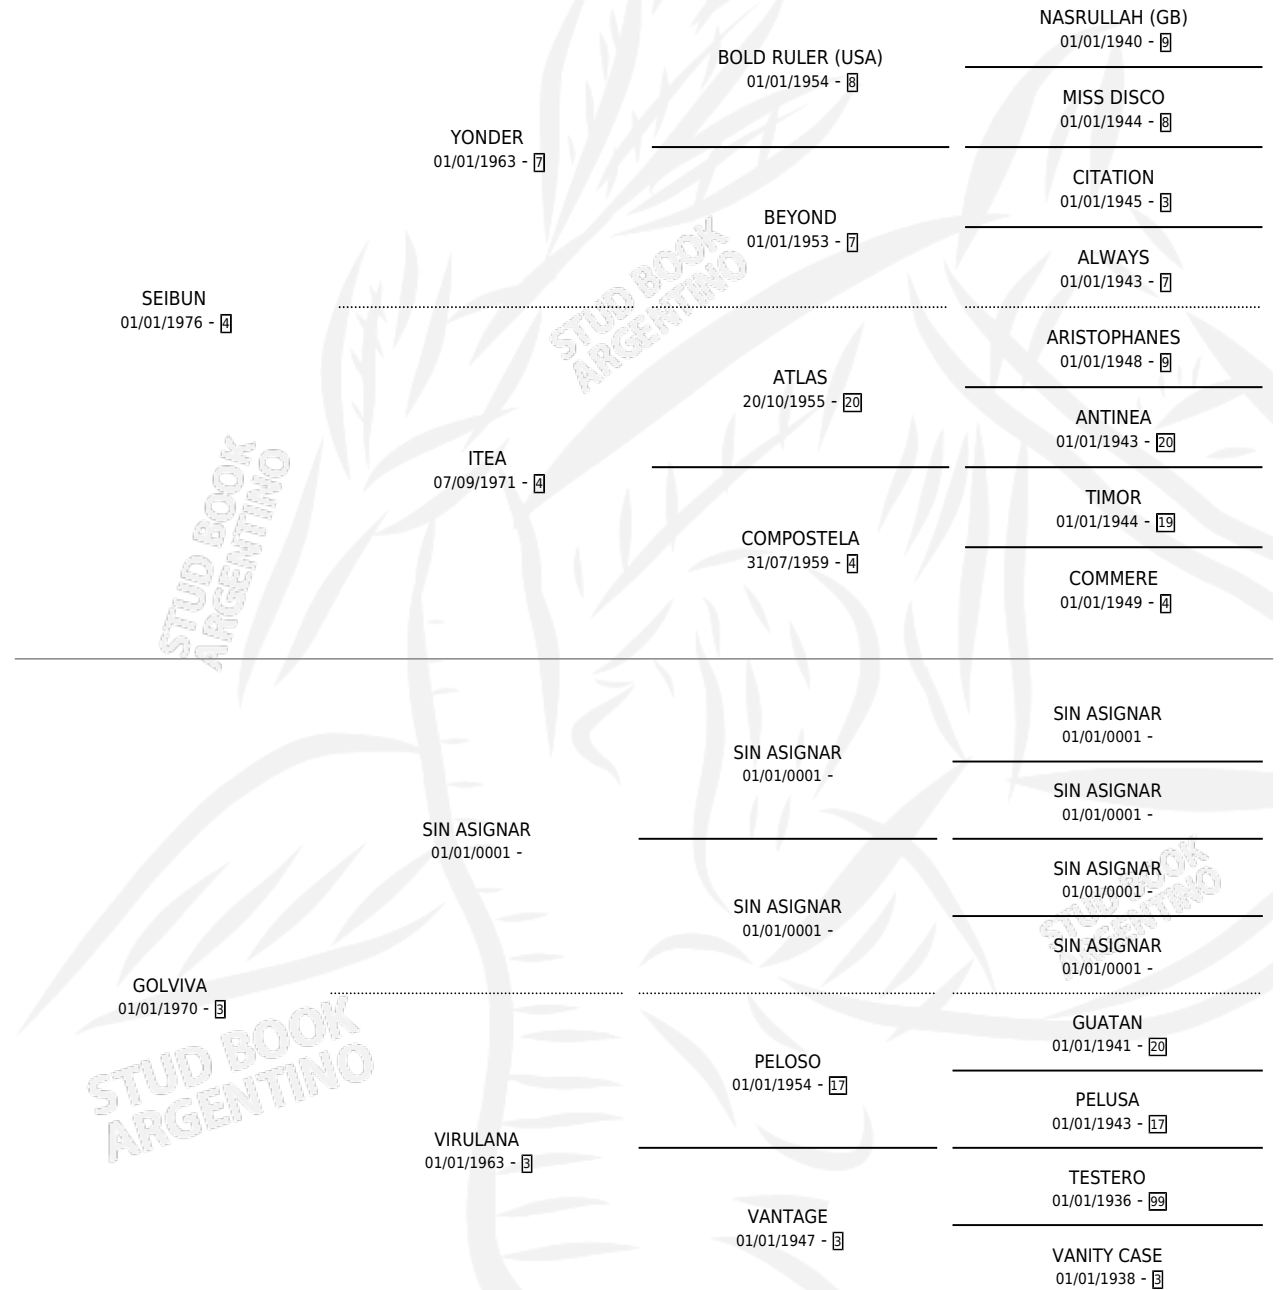 NASRULLAH (GB)
01/01/1940 - 9
BOLD RULER (USA)
01/01/1954 - 8
MISS DISCO
01/01/1944 - 8
YONDER
01/01/1963 - 7
CITATION
01/01/1945 - 3
BEYOND
01/01/1953 - 7
ALWAYS
01/01/1943 - 7
SEIBUN
01/01/1976 - 4
STUD BOOK
ARGENTINO
ARISTOPHANES
01/01/1948 - 9
ATLAS
20/10/1955 - 20
ANTINEA
01/01/1943 - 20
ITEA
07/09/1971 - 4
TIMOR
01/01/1944 - 19
COMPOSTELA
31/07/1959 - 4
COMMERE
01/01/1949 - 4
STUD BOOK
ARGENTINO
SIN ASIGNAR
01/01/0001 -
SIN ASIGNAR
01/01/0001 -
SIN ASIGNAR
01/01/0001 -
SIN ASIGNAR
01/01/0001 -
SIN ASIGNAR
01/01/0001 -
SIN ASIGNAR
01/01/0001 -
SIN ASIGNAR
01/01/0001 -
STUD BOOK
ARGENTINO
GOLVIVA
01/01/1970 - 3
STUD BOOK
ARGENTINO
GUATAN
01/01/1941 - 20
PELOSO
01/01/1954 - 17
PELUSA
01/01/1943 - 17
VIRULANA
01/01/1963 - 3
TESTERO
01/01/1936 - 99
VANTAGE
01/01/1947 - 3
VANITY CASE
01/01/1938 - 3